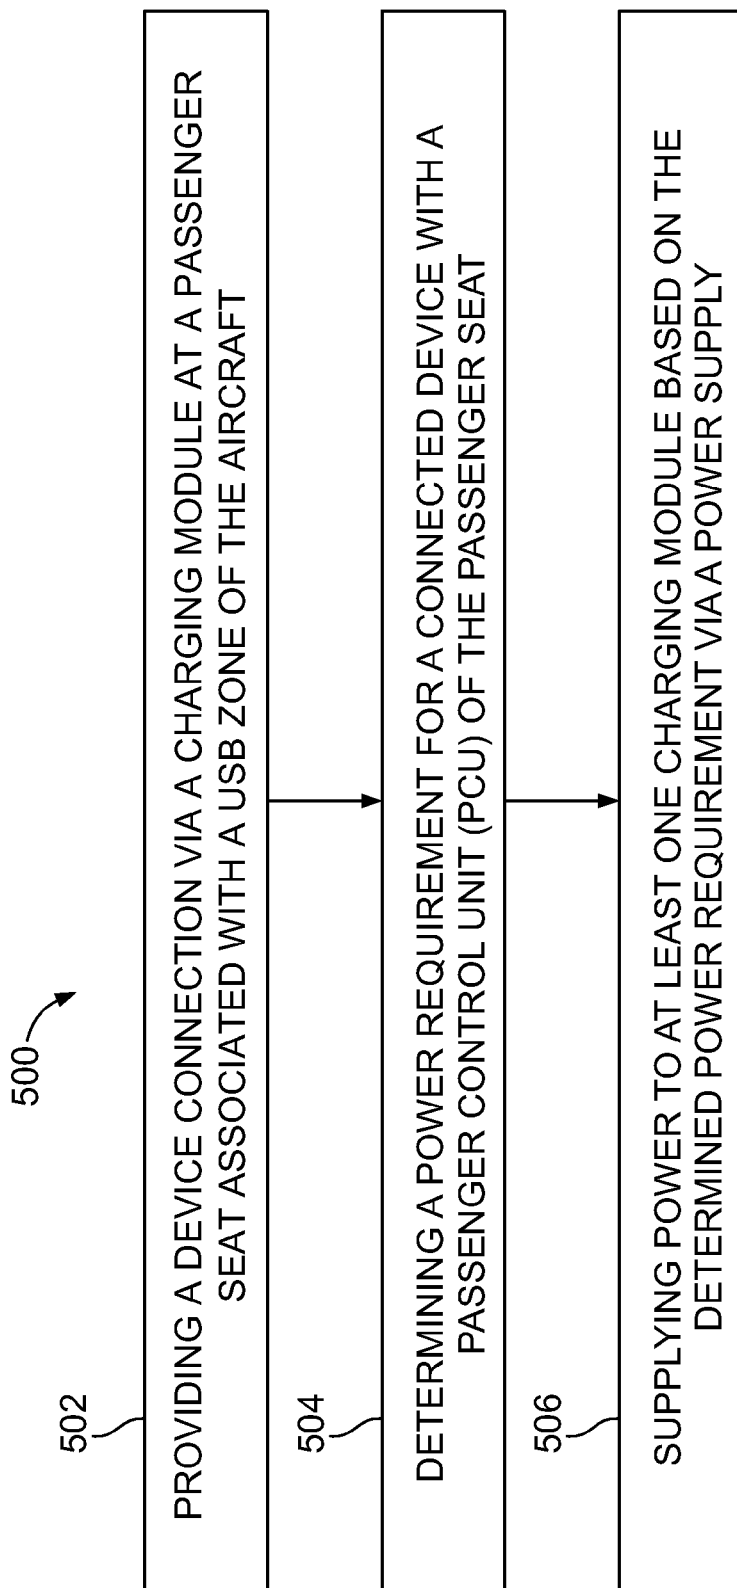 500
502
PROVIDING A DEVICE CONNECTION VIA A CHARGING MODULE AT A PASSENGER
SEAT ASSOCIATED WITH A USB ZONE OF THE AIRCRAFT
504
DETERMINING A POWER REQUIREMENT FOR A CONNECTED DEVICE WITH A
PASSENGER CONTROL UNIT (PCU) OF THE PASSENGER SEAT
506
SUPPLYING POWER TO AT LEAST ONE CHARGING MODULE BASED ON THE
DETERMINED POWER REQUIREMENT VIA A POWER SUPPLY